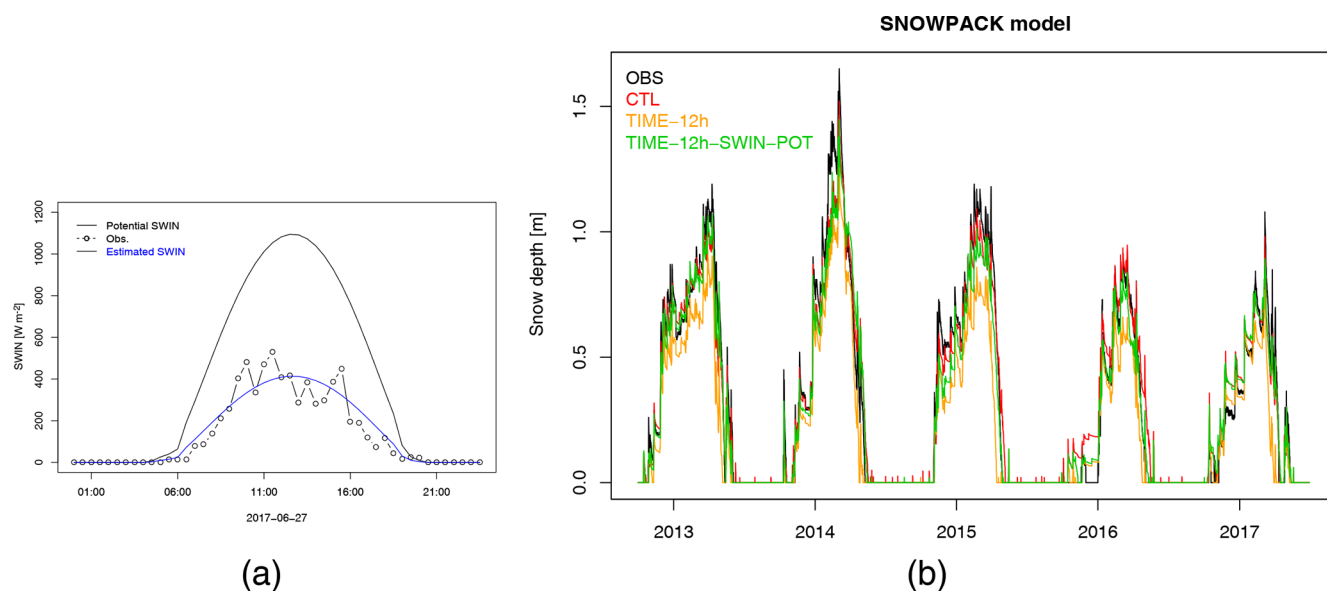 SNOWPACK model
1200
1000
800
600
400
200
0
SWIN [W m-2]
Potential SWIN
Obs.
Estimated SWIN
01:00 06:00 11:00 16:00 21:00
2017-06-27
(a)
OBS
CTL
TIME-12h
TIME-12h-SWIN-POT
1.5
1.0
0.5
0.0
Snow depth [m]
2013 2014 2015 2016 2017
(b)